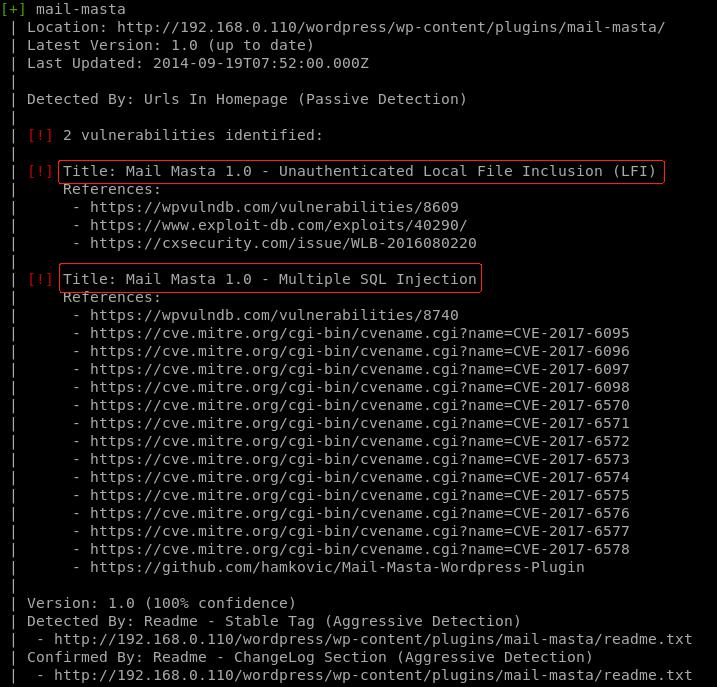 [+] mail-masta
| Location: http://192.168.0.110/wordpress/wp-content/plugins/mail-masta/
| Latest Version: 1.0 (up to date)
| Last Updated: 2014-09-19T07:52:00.000Z
|
| Detected By: Urls In Homepage (Passive Detection)
|
| [!] 2 vulnerabilities identified:
|
| [!] Title: Mail Masta 1.0 - Unauthenticated Local File Inclusion (LFI)
|     References:
|      - https://wpvulndb.com/vulnerabilities/8609
|      - https://www.exploit-db.com/exploits/40290/
|      - https://cxsecurity.com/issue/WLB-2016080220
|
| [!] Title: Mail Masta 1.0 - Multiple SQL Injection
|     References:
|      - https://wpvulndb.com/vulnerabilities/8740
|      - https://cve.mitre.org/cgi-bin/cvename.cgi?name=CVE-2017-6095
|      - https://cve.mitre.org/cgi-bin/cvename.cgi?name=CVE-2017-6096
|      - https://cve.mitre.org/cgi-bin/cvename.cgi?name=CVE-2017-6097
|      - https://cve.mitre.org/cgi-bin/cvename.cgi?name=CVE-2017-6098
|      - https://cve.mitre.org/cgi-bin/cvename.cgi?name=CVE-2017-6570
|      - https://cve.mitre.org/cgi-bin/cvename.cgi?name=CVE-2017-6571
|      - https://cve.mitre.org/cgi-bin/cvename.cgi?name=CVE-2017-6572
|      - https://cve.mitre.org/cgi-bin/cvename.cgi?name=CVE-2017-6573
|      - https://cve.mitre.org/cgi-bin/cvename.cgi?name=CVE-2017-6574
|      - https://cve.mitre.org/cgi-bin/cvename.cgi?name=CVE-2017-6575
|      - https://cve.mitre.org/cgi-bin/cvename.cgi?name=CVE-2017-6576
|      - https://cve.mitre.org/cgi-bin/cvename.cgi?name=CVE-2017-6577
|      - https://cve.mitre.org/cgi-bin/cvename.cgi?name=CVE-2017-6578
|      - https://github.com/hamkovic/Mail-Masta-Wordpress-Plugin
|
| Version: 1.0 (100% confidence)
| Detected By: Readme - Stable Tag (Aggressive Detection)
|  - http://192.168.0.110/wordpress/wp-content/plugins/mail-masta/readme.txt
| Confirmed By: Readme - ChangeLog Section (Aggressive Detection)
|  - http://192.168.0.110/wordpress/wp-content/plugins/mail-masta/readme.txt